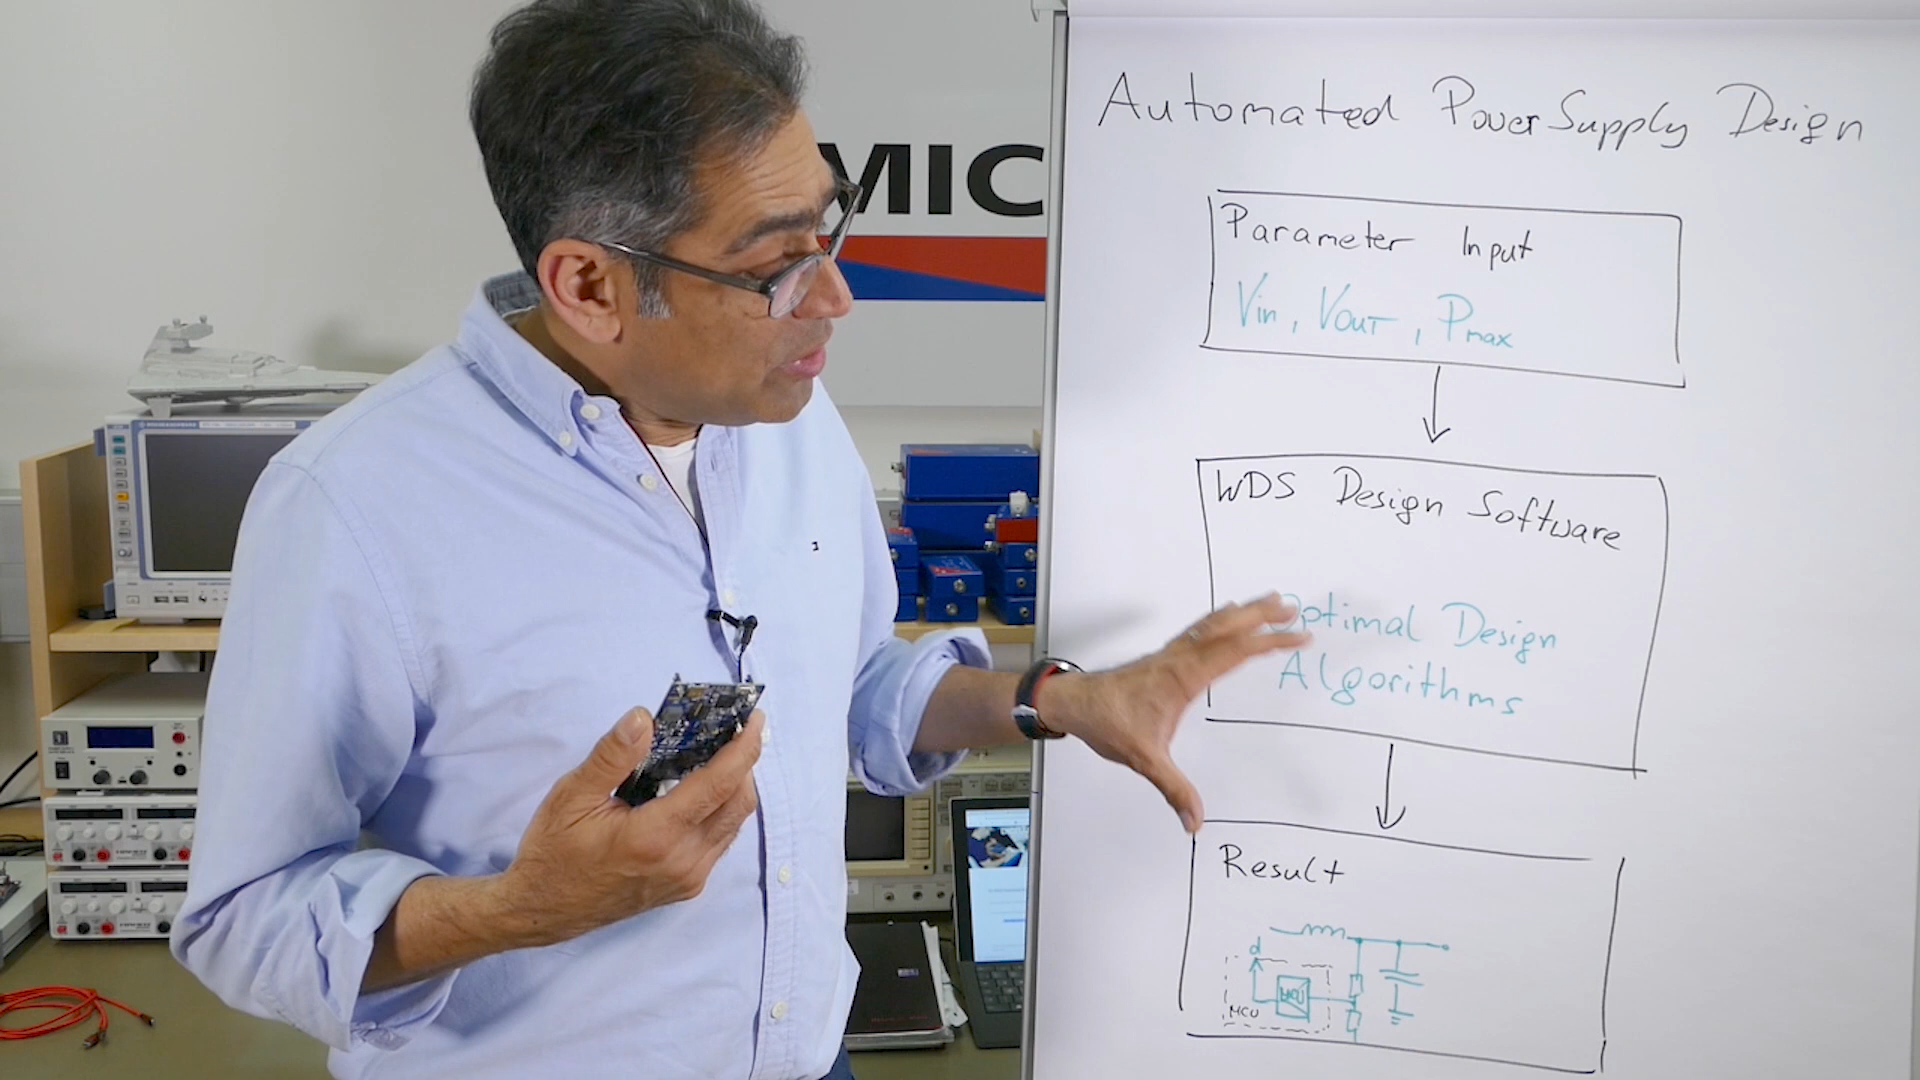 MIC
Automated Power Supply Design
Parameter Input
Vin, VOUT, Pmax
WDS Design Software
Optimal Design
Algorithms
Result
d
MCU
MCU